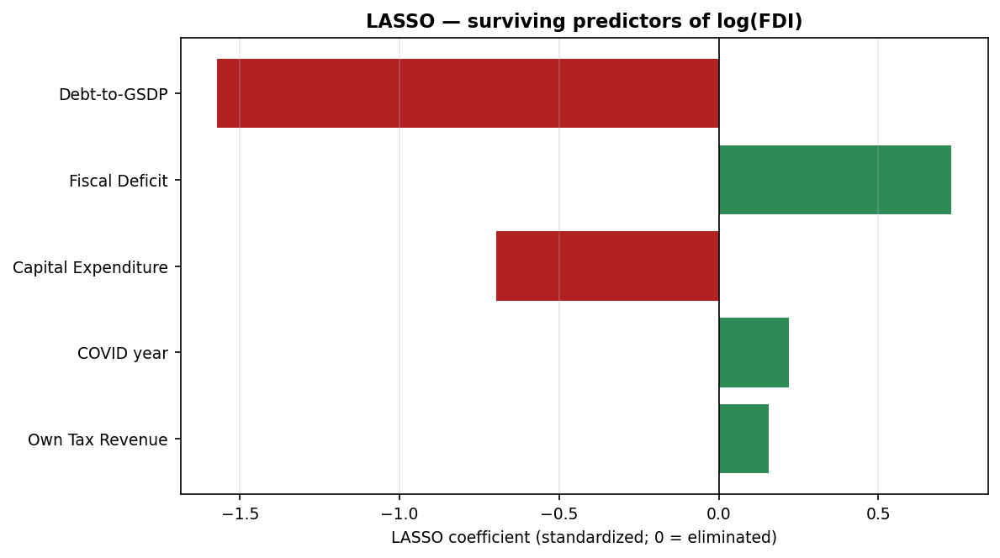 LASSO — surviving predictors of log(FDI)
Debt-to-GSDP
Fiscal Deficit
Capital Expenditure
COVID year
Own Tax Revenue
−1.5 −1.0 −0.5 0.0 0.5
LASSO coefficient (standardized; 0 = eliminated)